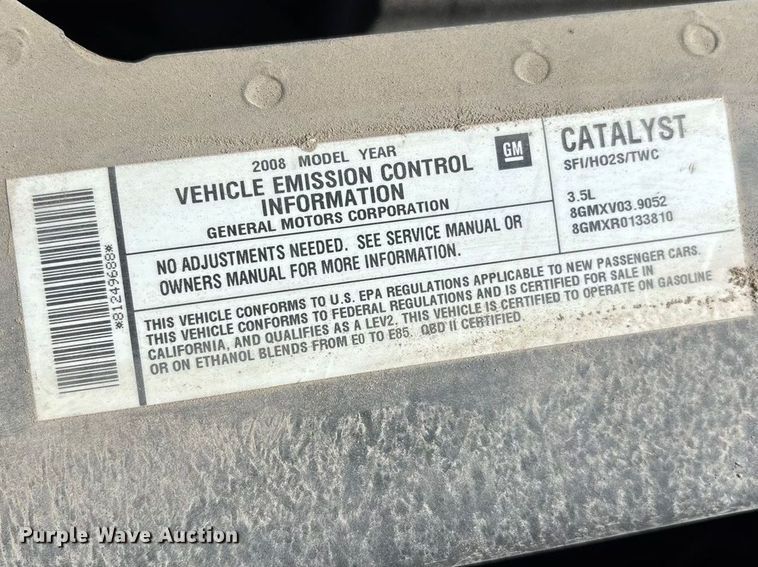 2008 MODEL YEAR
VEHICLE EMISSION CONTROL
INFORMATION
GENERAL MOTORS CORPORATION
GM
CATALYST
SFI/HO2S/TWC
3.5L
8GMXV03.9052
8GMXR0133810
NO ADJUSTMENTS NEEDED. SEE SERVICE MANUAL OR
OWNERS MANUAL FOR MORE INFORMATION.
THIS VEHICLE CONFORMS TO U.S. EPA REGULATIONS APPLICABLE TO NEW PASSENGER CARS.
THIS VEHICLE CONFORMS TO FEDERAL REGULATIONS AND IS CERTIFIED FOR SALE IN
CALIFORNIA, AND QUALIFIES AS A LEV2. THIS VEHICLE IS CERTIFIED TO OPERATE ON GASOLINE
OR ON ETHANOL BLENDS FROM E0 TO E85. OBD II CERTIFIED.
*81249688*
Purple Wave Auction